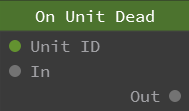 On Unit Dead
Unit ID
In
Out